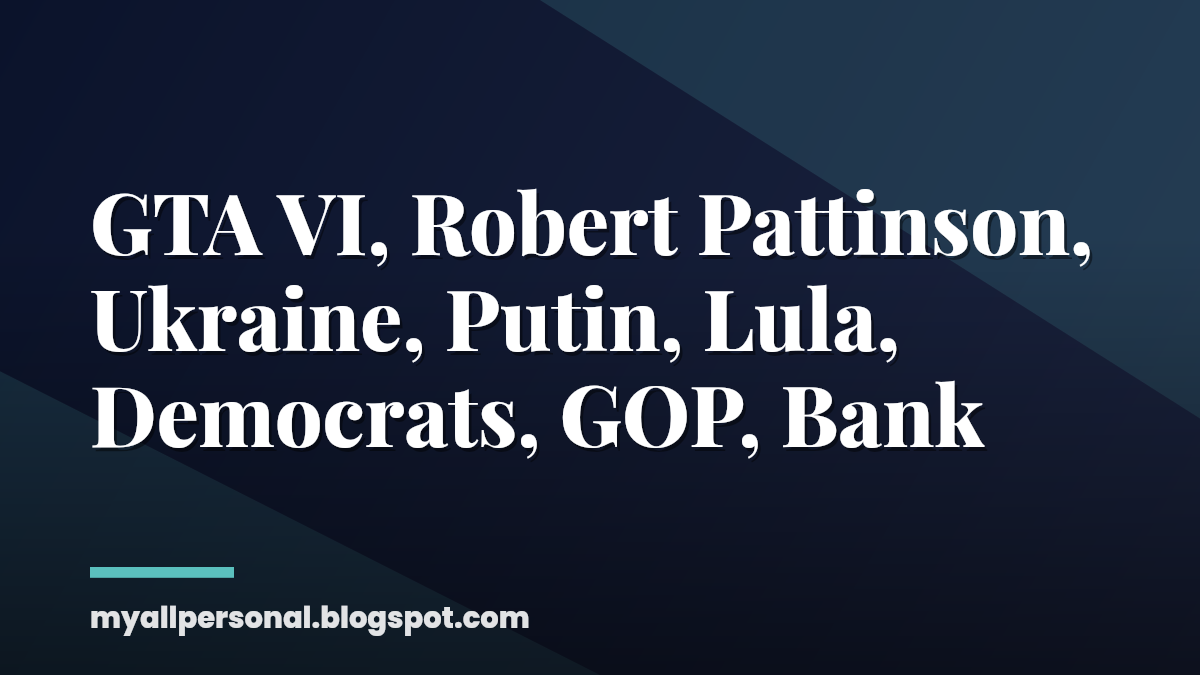 GTA VI, Robert Pattinson,
Ukraine, Putin, Lula,
Democrats, GOP, Bank
myallpersonal.blogspot.com